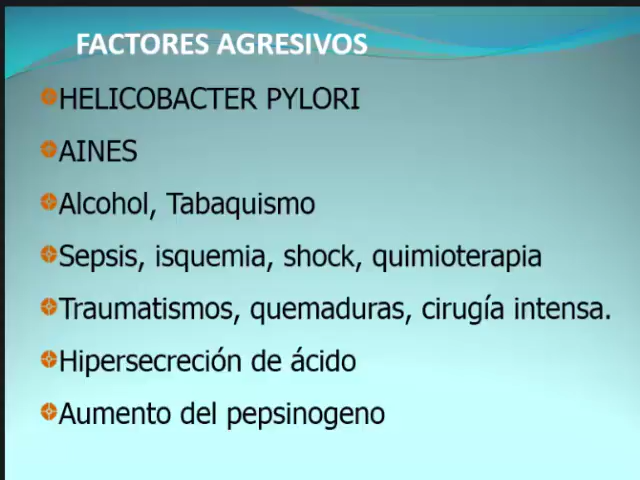 FACTORES AGRESIVOS
HELICOBACTER PYLORI
AINES
Alcohol, Tabaquismo
Sepsis, isquemia, shock, quimioterapia
Traumatismos, quemaduras, cirugía intensa.
Hipersecreción de ácido
Aumento del pepsinogeno